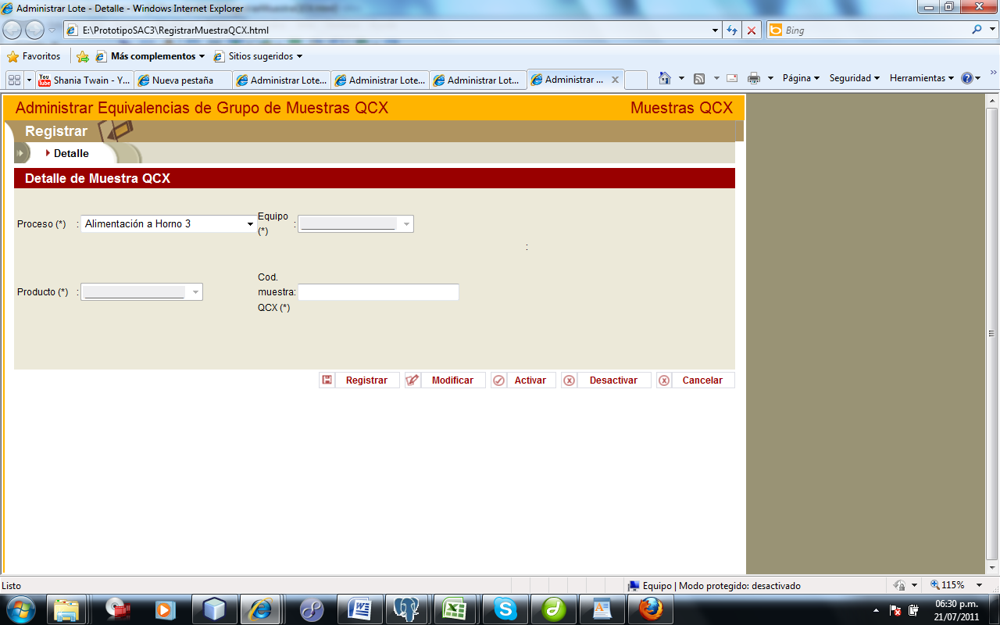 Administrar Lote - Detalle - Windows Internet Explorer
E:\PrototipoSAC3\RegistrarMuestraQCX.html
Bing
Favoritos
Más complementos
Sitios sugeridos
You Tube
Shania Twain - Y...
Nueva pestaña
Administrar Lote...
Administrar Lote...
Administrar Lot...
Administrar ...
Página
Seguridad
Herramientas
Administrar Equivalencias de Grupo de Muestras QCX
Muestras QCX
Registrar
Detalle
Detalle de Muestra QCX
Proceso (*) : Alimentación a Horno 3
Equipo
(*) :
:
Producto (*) :
Cod.
muestra:
QCX (*)
Registrar
Modificar
Activar
Desactivar
Cancelar
Listo
Equipo | Modo protegido: desactivado
115%
06:30 p.m.
21/07/2011